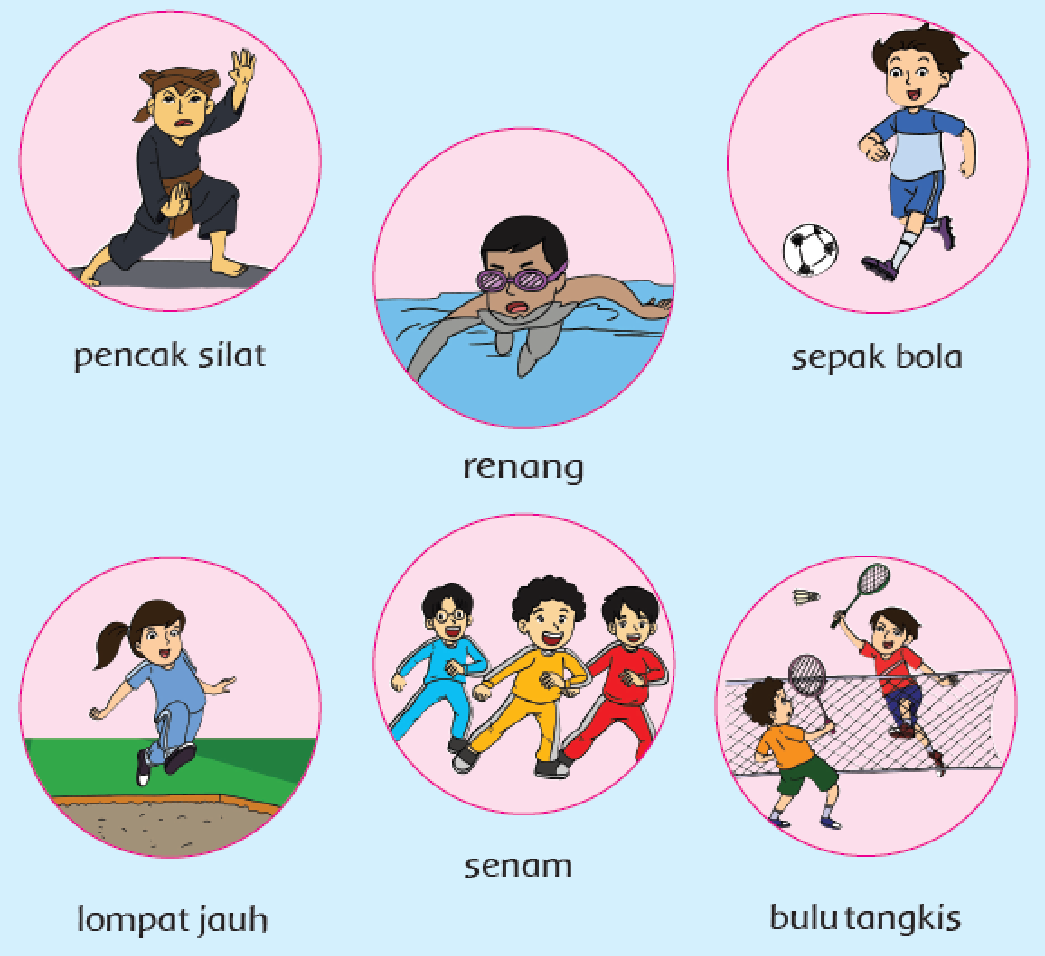 pencak silat
sepak bola
renang
senam
lompat jauh
bulu tangkis